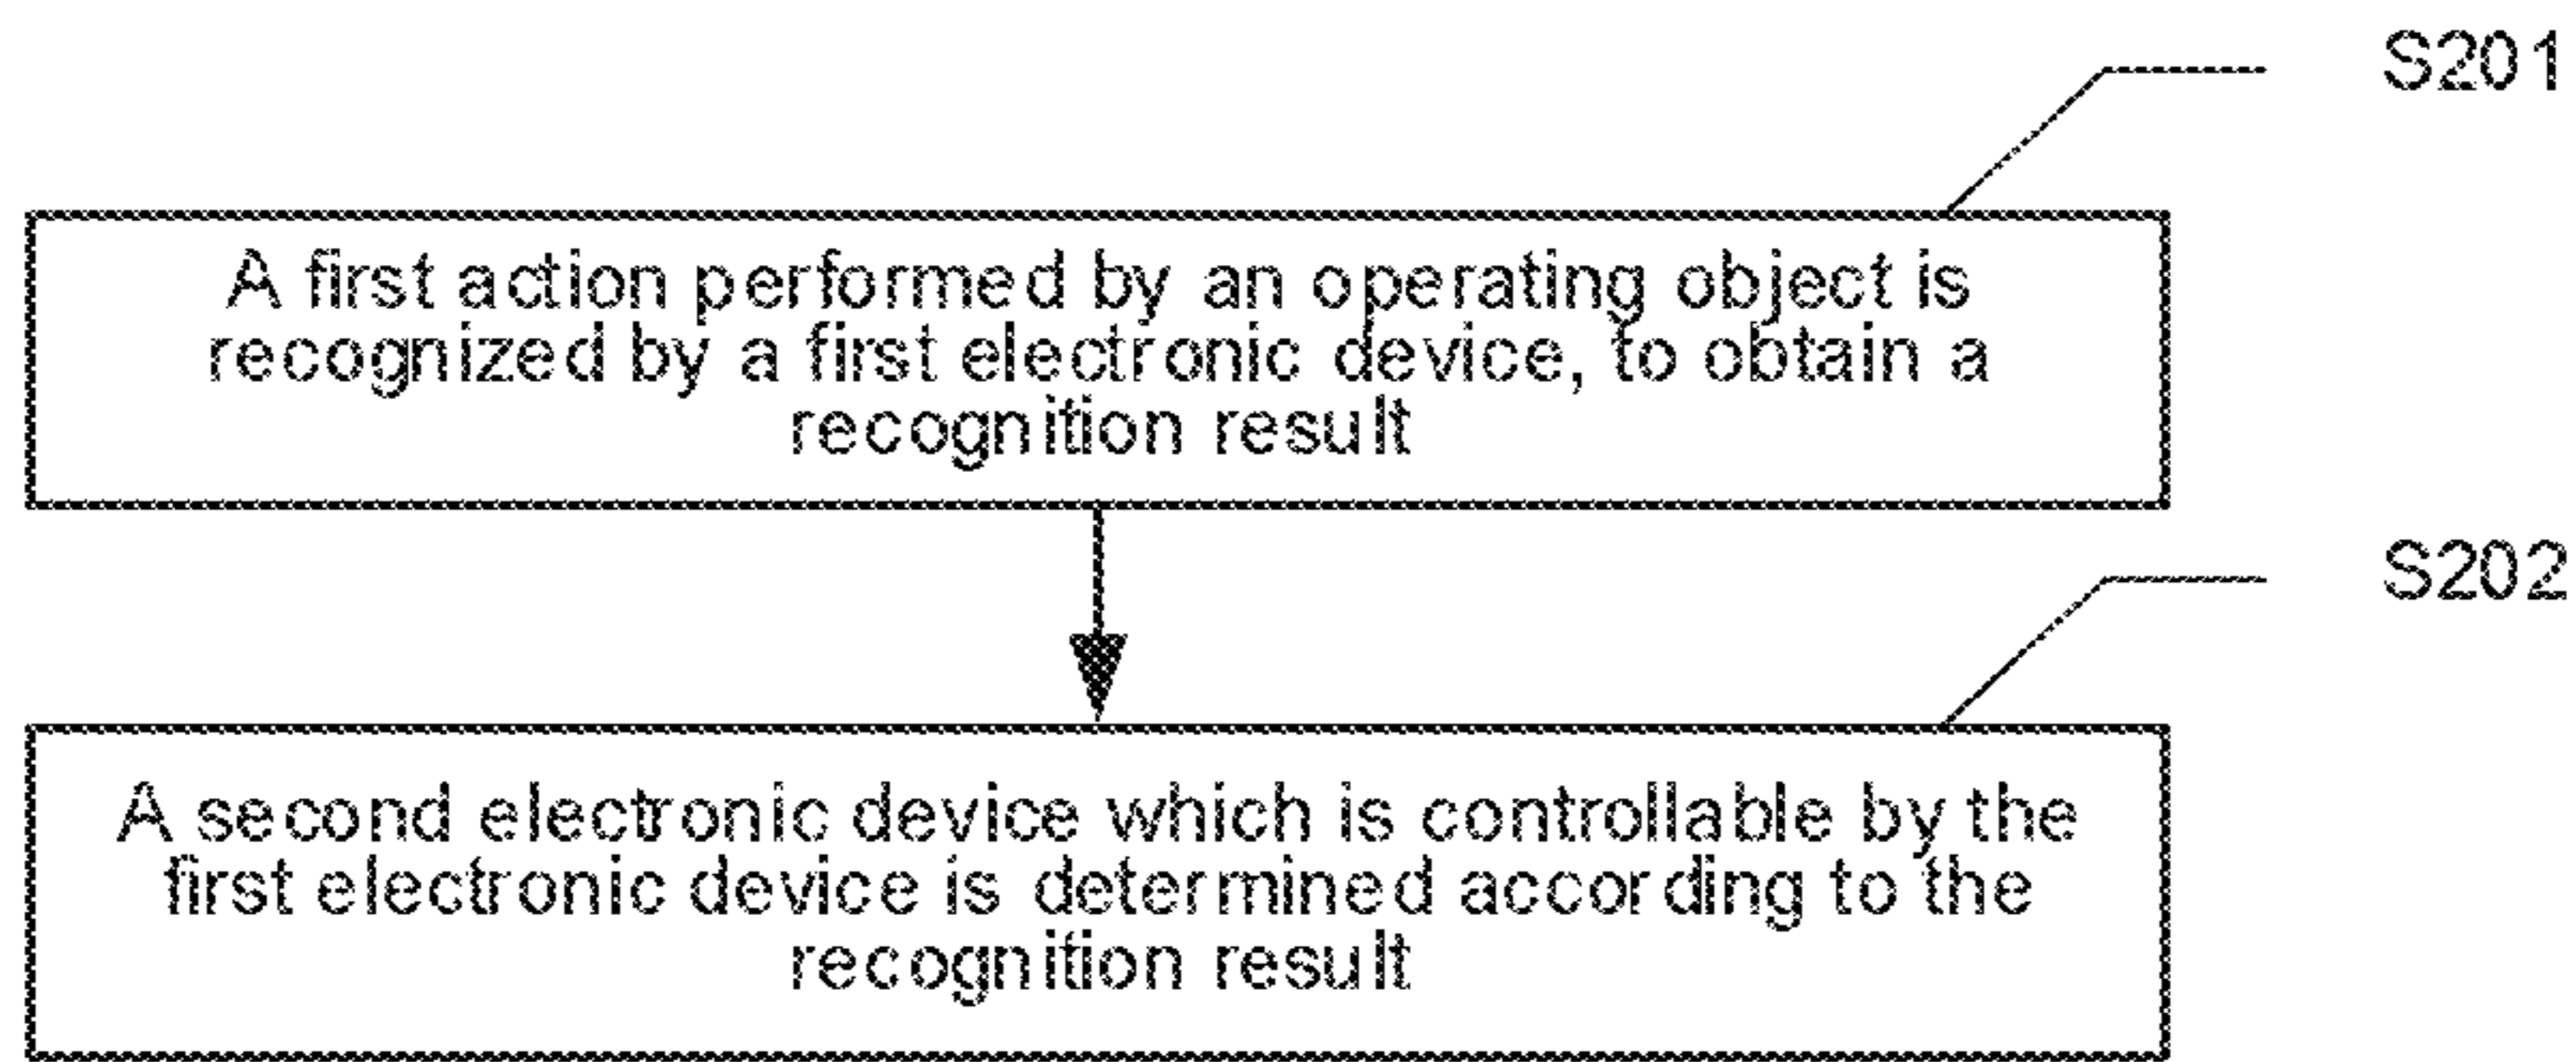 S201
A first action performed by an operating object is
recognized by a first electronic device, to obtain a
recognition result
S202
A second electronic device which is controllable by the
first electronic device is determined according to the
recognition result